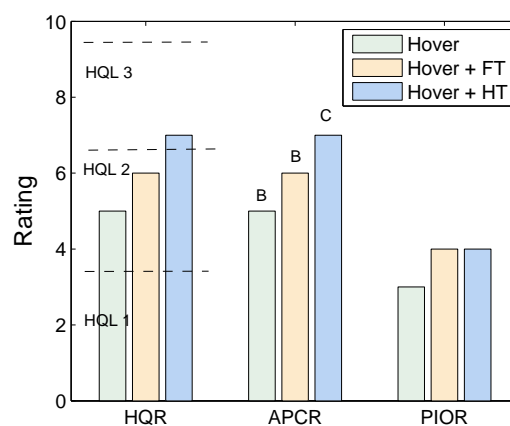 10
8
6
4
2
0
Rating
HQL 3
HQL 2
HQL 1
Hover
Hover + FT
Hover + HT
B
B
C
HQR
APCR
PIOR